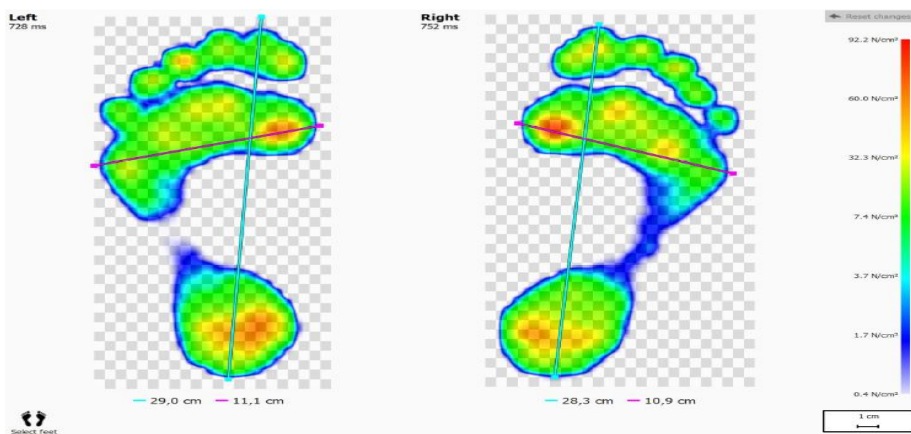 Left
728 ms
Right
752 ms
Reset changes
92.2 N/cm²
60.0 N/cm²
32.3 N/cm²
7.4 N/cm²
3.7 N/cm²
1.7 N/cm²
0.4 N/cm²
29,0 cm 11,1 cm
28,3 cm 10,9 cm
Select feet
1 cm